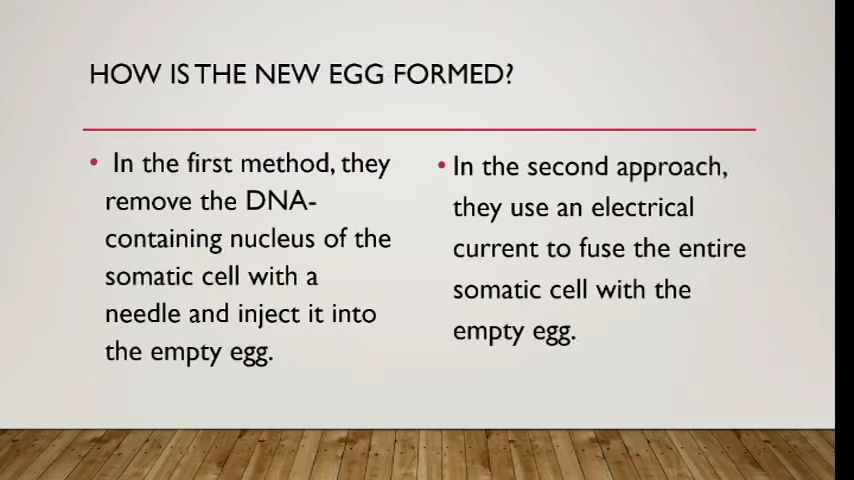 HOW IS THE NEW EGG FORMED?
• In the first method, they
remove the DNA-
containing nucleus of the
somatic cell with a
needle and inject it into
the empty egg.
• In the second approach,
they use an electrical
current to fuse the entire
somatic cell with the
empty egg.